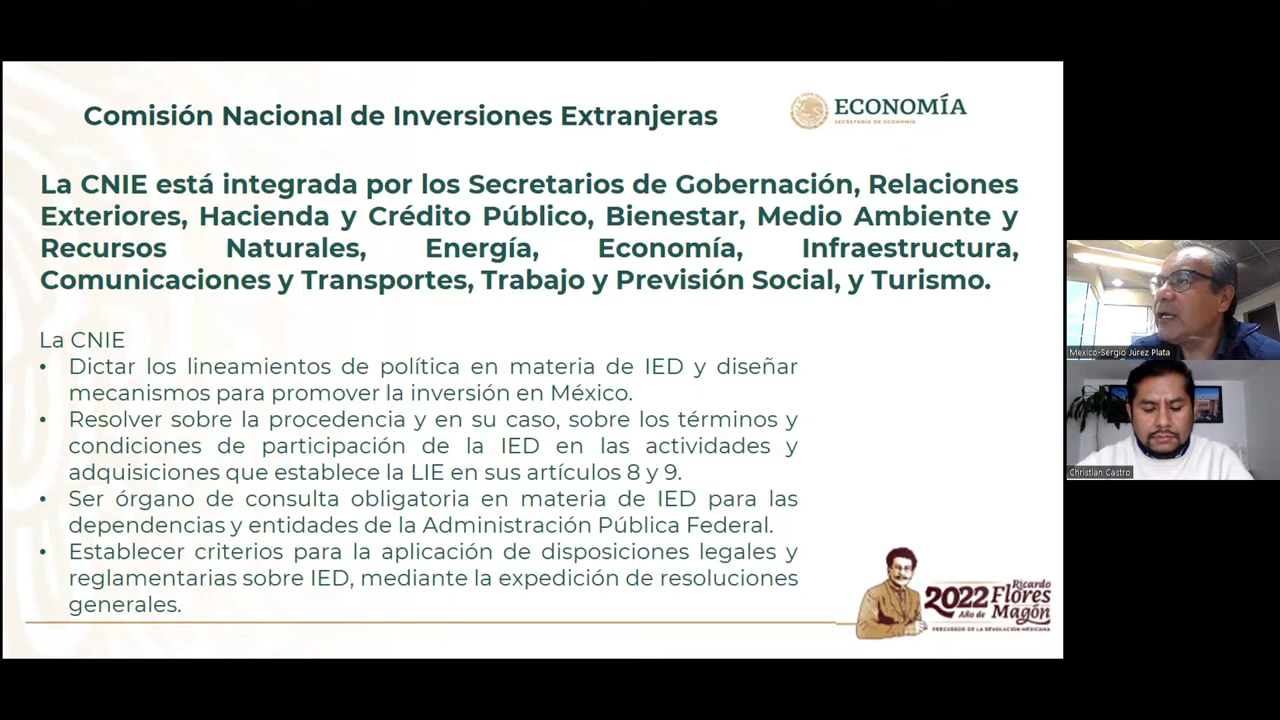 Comisión Nacional de Inversiones Extranjeras
ECONOMÍA
SECRETARÍA DE ECONOMÍA
La CNIE está integrada por los Secretarios de Gobernación, Relaciones
Exteriores, Hacienda y Crédito Público, Bienestar, Medio Ambiente y
Recursos Naturales, Energía, Economía, Infraestructura,
Comunicaciones y Transportes, Trabajo y Previsión Social, y Turismo.
La CNIE
• Dictar los lineamientos de política en materia de IED y diseñar
mecanismos para promover la inversión en México.
• Resolver sobre la procedencia y en su caso, sobre los términos y
condiciones de participación de la IED en las actividades y
adquisiciones que establece la LIE en sus artículos 8 y 9.
• Ser órgano de consulta obligatoria en materia de IED para las
dependencias y entidades de la Administración Pública Federal.
• Establecer criterios para la aplicación de disposiciones legales y
reglamentarias sobre IED, mediante la expedición de resoluciones
generales.
2022 Ricardo
Flores
Año de Magón
PRECURSOR DE LA REVOLUCIÓN MEXICANA
Mexico-Sergio Júrez Plata
Christian Castro